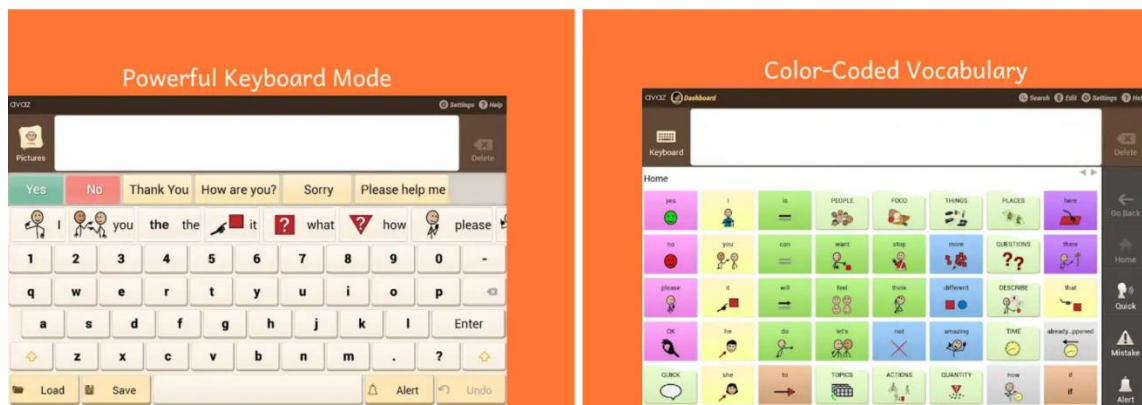 Powerful Keyboard Mode
avaz
Settings
Help
Pictures
Delete
Yes No Thank You How are you? Sorry Please help me
I you the the it ? what ? how please
1 2 3 4 5 6 7 8 9 0 -
q w e r t y u i o p
a s d f g h j k l Enter
z x c v b n m . ?
Load Save Alert Undo
Color-Coded Vocabulary
avaz Dashboard
Search Edit Settings
Keyboard
Delete
Home
yes I is PEOPLE FOOD THINGS PLACES here
no you can want stop more QUESTIONS there
??
please it will feel think different DESCRIBE that
OK he do let's not amazing TIME already..ppened
QUICK she to TOPICS ACTIONS QUANTITY now if
if
Go Back
Home
Quick
Mistake
Alert